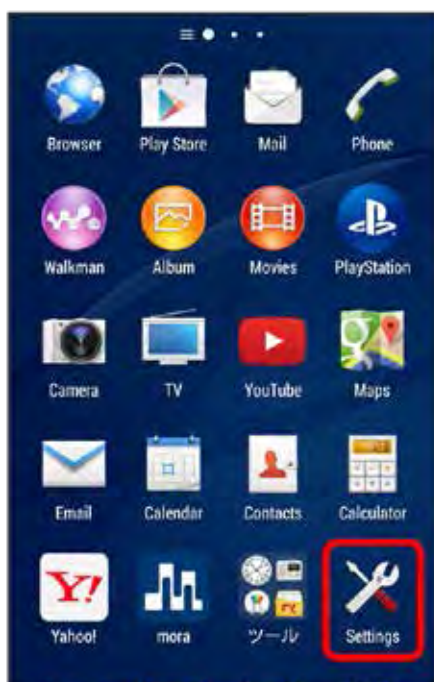 Browser Play Store Mail Phone
Walkman Album Movies PlayStation
Camera TV YouTube Maps
Email Calendar Contacts Calculator
Y!
Yahoo! mora ツール Settings